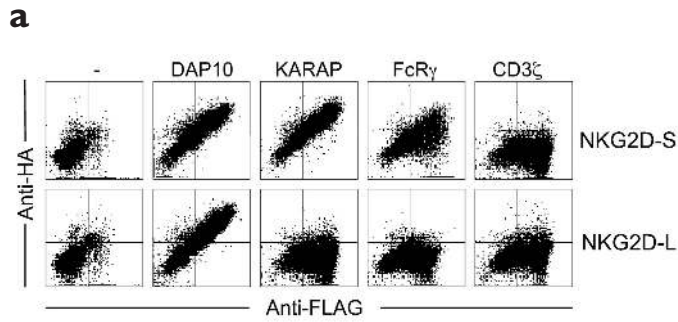 a
- DAP10 KARAP FcRγ CD3ζ
Anti-HA
NKG2D-S
NKG2D-L
Anti-FLAG